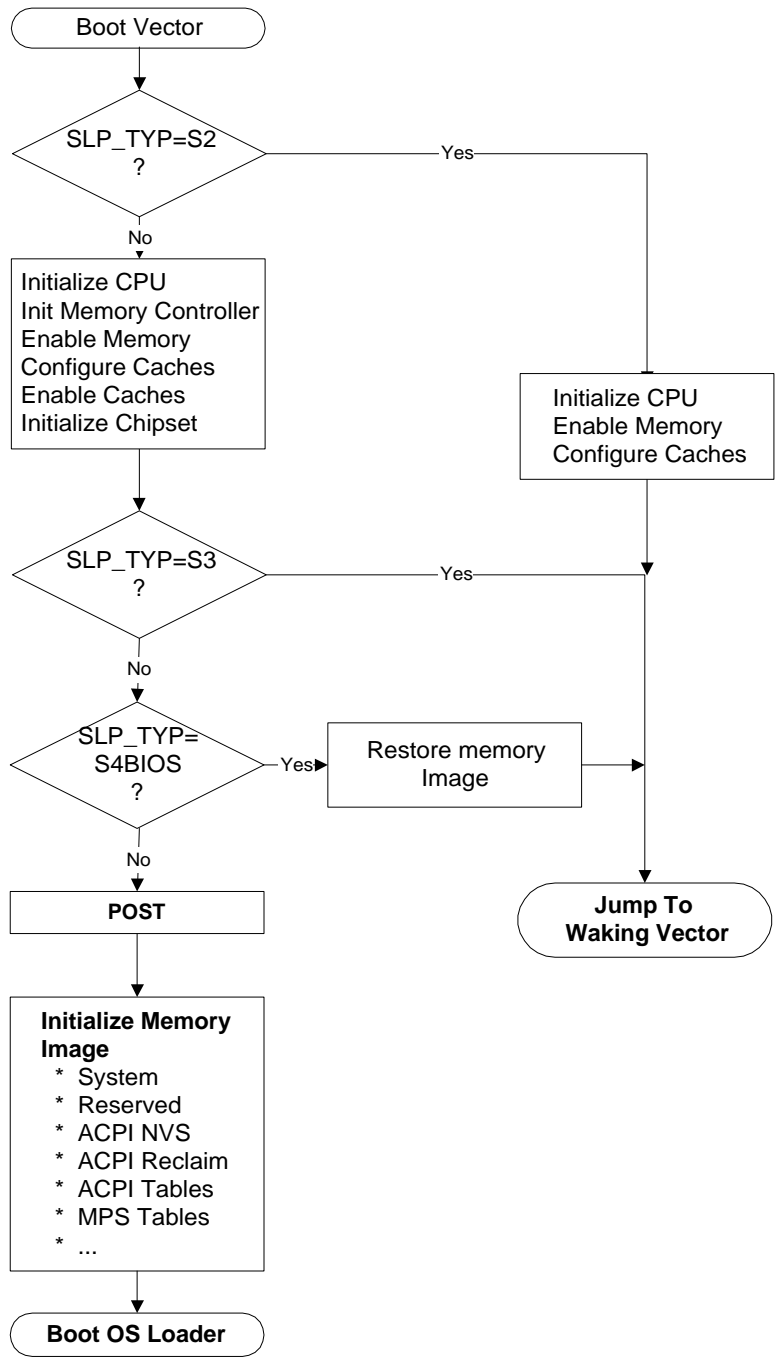 Boot Vector
SLP_TYP=S2
?
Yes
No
Initialize CPU
Init Memory Controller
Enable Memory
Configure Caches
Enable Caches
Initialize Chipset
Initialize CPU
Enable Memory
Configure Caches
SLP_TYP=S3
?
Yes
No
SLP_TYP=
S4BIOS
?
Yes
Restore memory
Image
No
POST
Jump To
Waking Vector
Initialize Memory
Image
* System
* Reserved
* ACPI NVS
* ACPI Reclaim
* ACPI Tables
* MPS Tables
* ...
Boot OS Loader